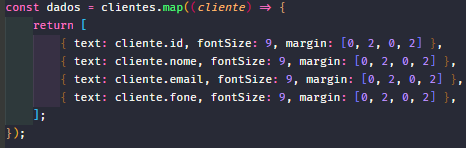 const dados = clientes.map((cliente) => {
    return [
        { text: cliente.id, fontSize: 9, margin: [0, 2, 0, 2] },
        { text: cliente.nome, fontSize: 9, margin: [0, 2, 0, 2] },
        { text: cliente.email, fontSize: 9, margin: [0, 2, 0, 2] },
        { text: cliente.fone, fontSize: 9, margin: [0, 2, 0, 2] },
    ];
});